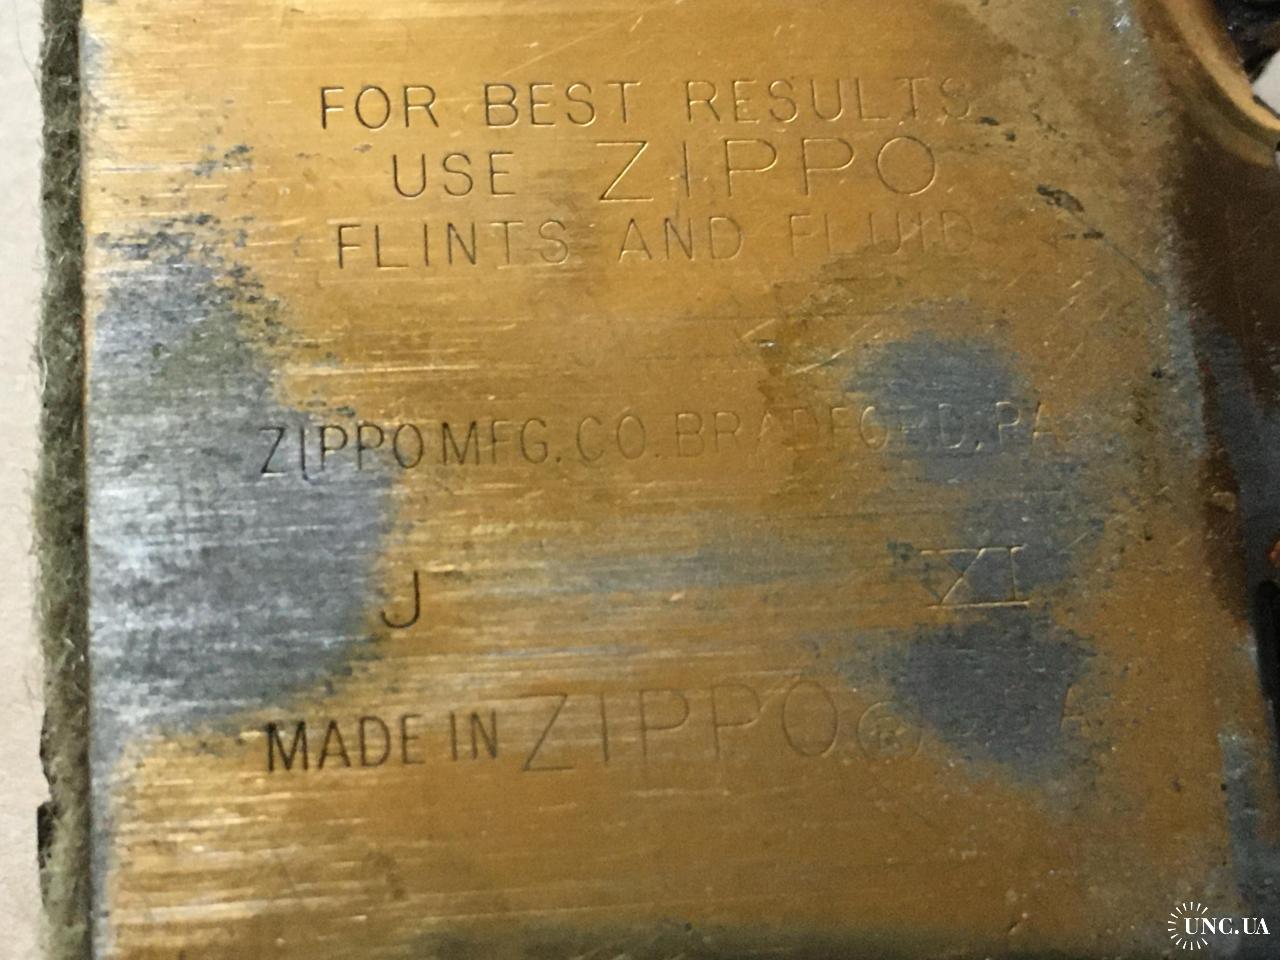 FOR BEST RESULTS
USE ZIPPO
FLINTS AND FLUID
ZIPPO MFG. CO. BRADFORD, PA
J XI
MADE IN ZIPPO ®
UNC.UA